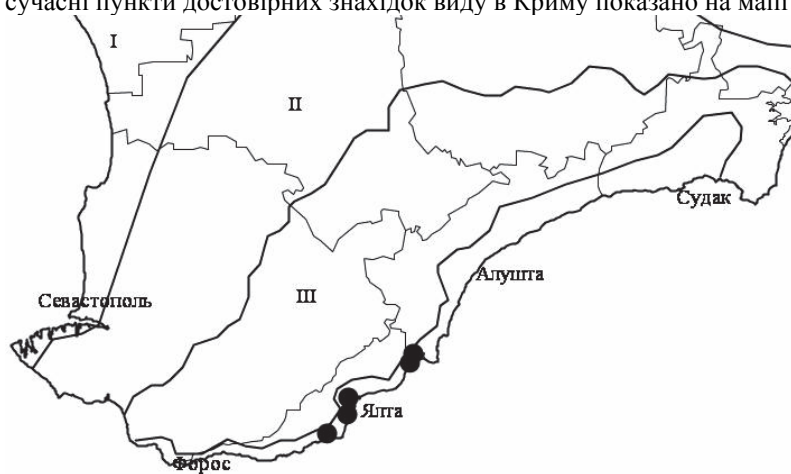 сучасні пункти достовірних знахідок виду в Криму показано на мапі
I
II
Судак
Алушта
Севастополь
III
Ялта
Форос